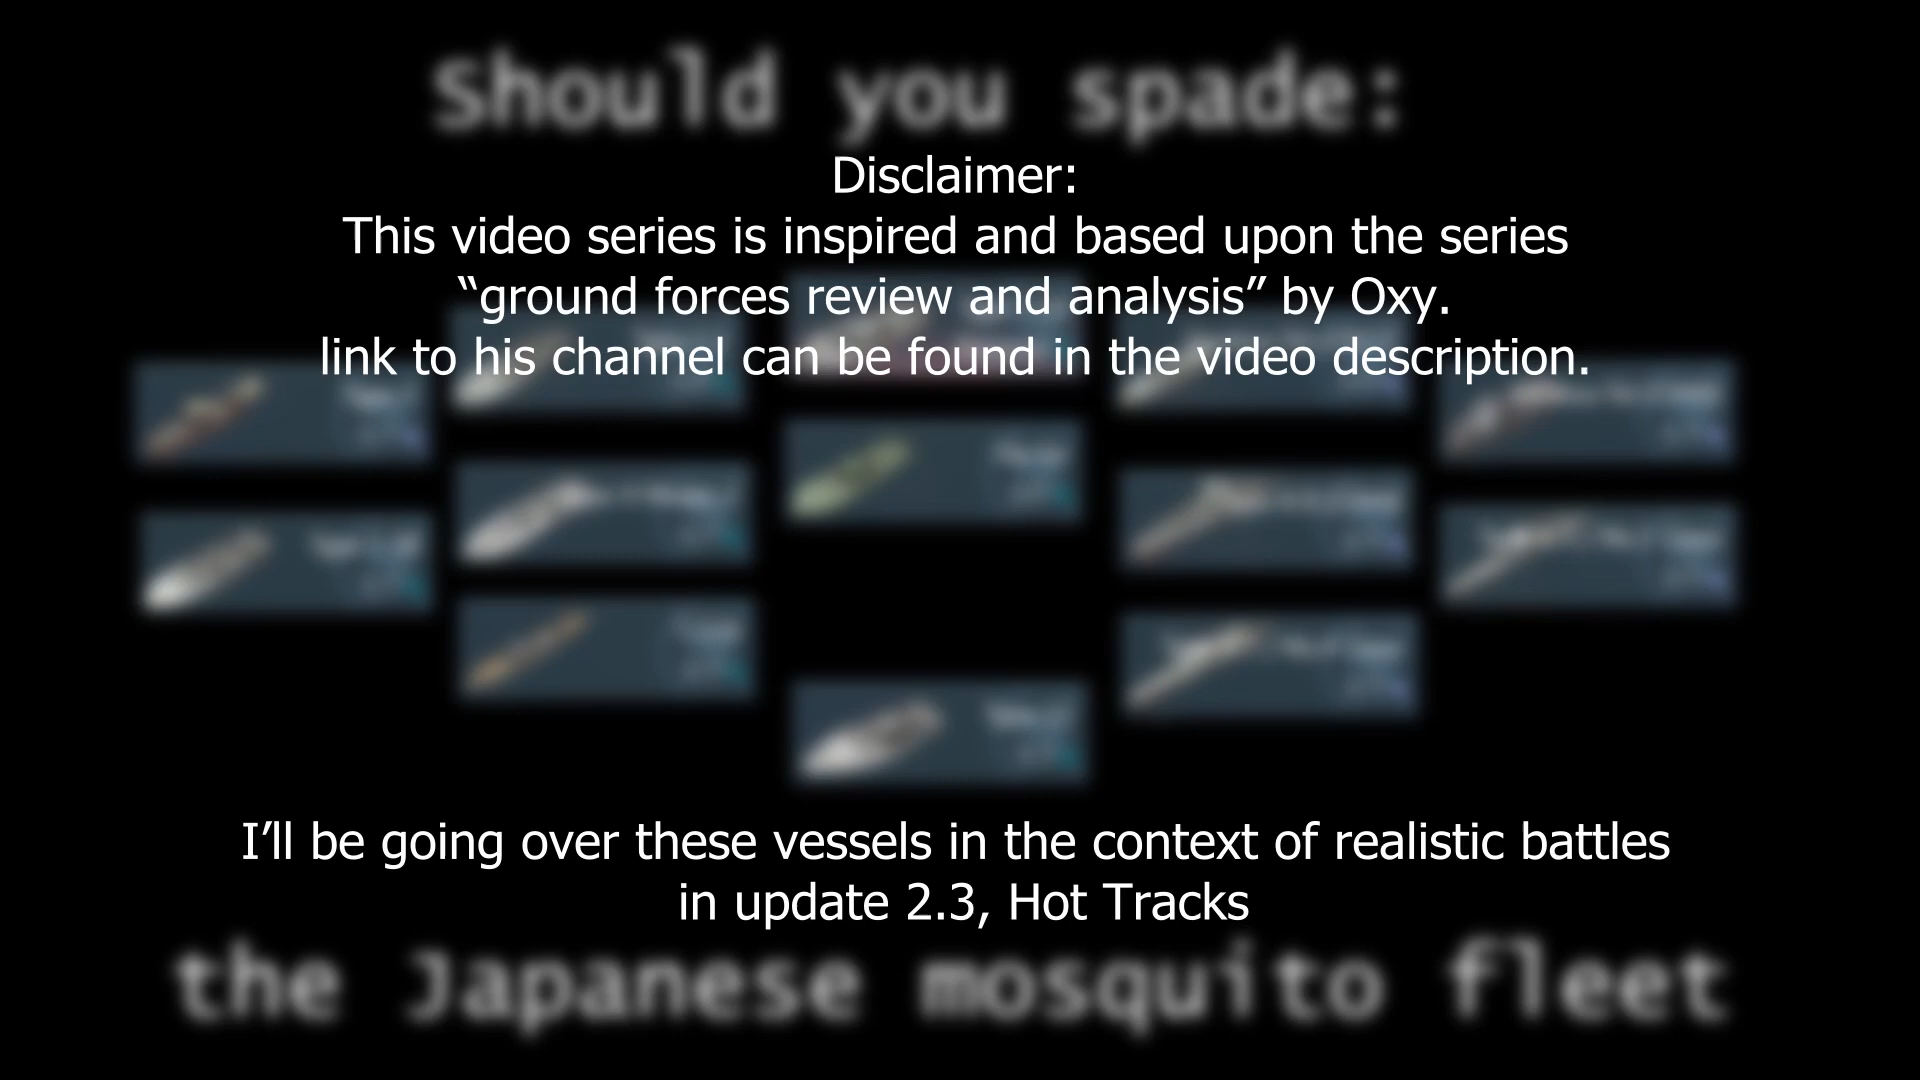 Should you spade:
Disclaimer:
This video series is inspired and based upon the series
“ground forces review and analysis” by Oxy.
link to his channel can be found in the video description.
I’ll be going over these vessels in the context of realistic battles
in update 2.3, Hot Tracks
the Japanese mosquito fleet